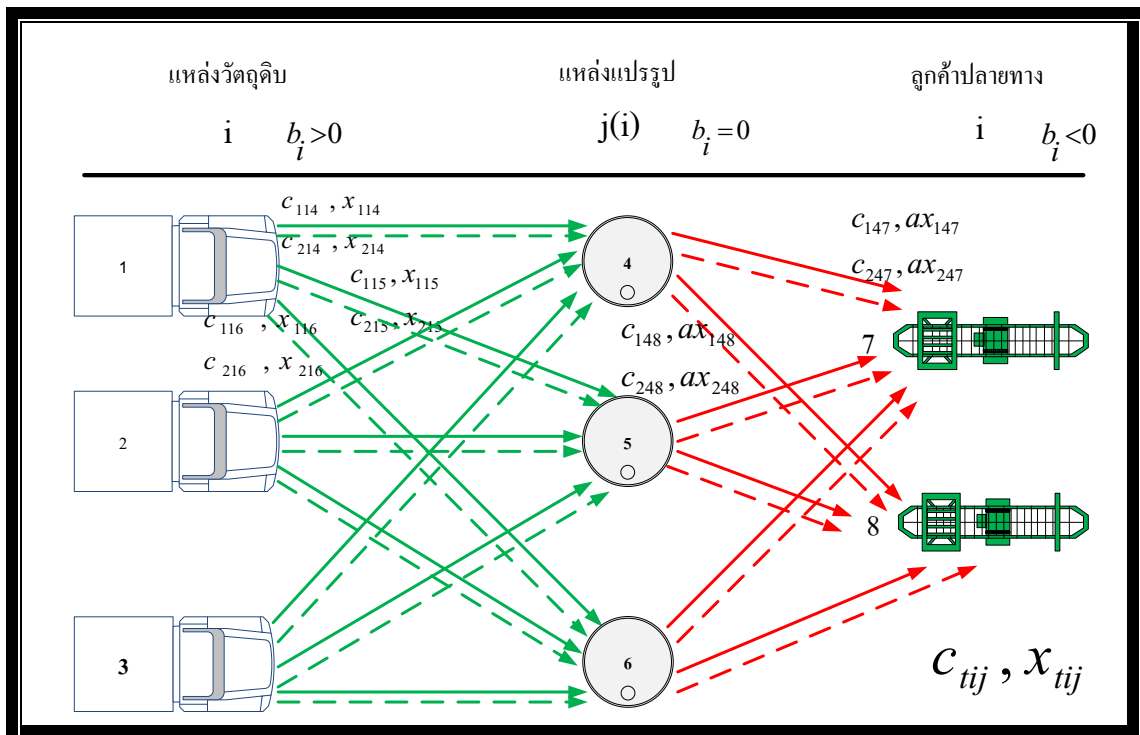 แหล่งวัตถุดิบ แหล่งแปรรูป ลูกค้าปลายทาง
i b_i>0 j(i) b_i=0 i b_i<0
c_114 , x_114
c_214 , x_214
c_115 , x_115
c_215 , x_215
c_116 , x_116
c_216 , x_216
c_147 , ax_147
c_247 , ax_247
c_148 , ax_148
c_248 , ax_248
1
2
3
4
5
6
7
8
c_tij , x_tij